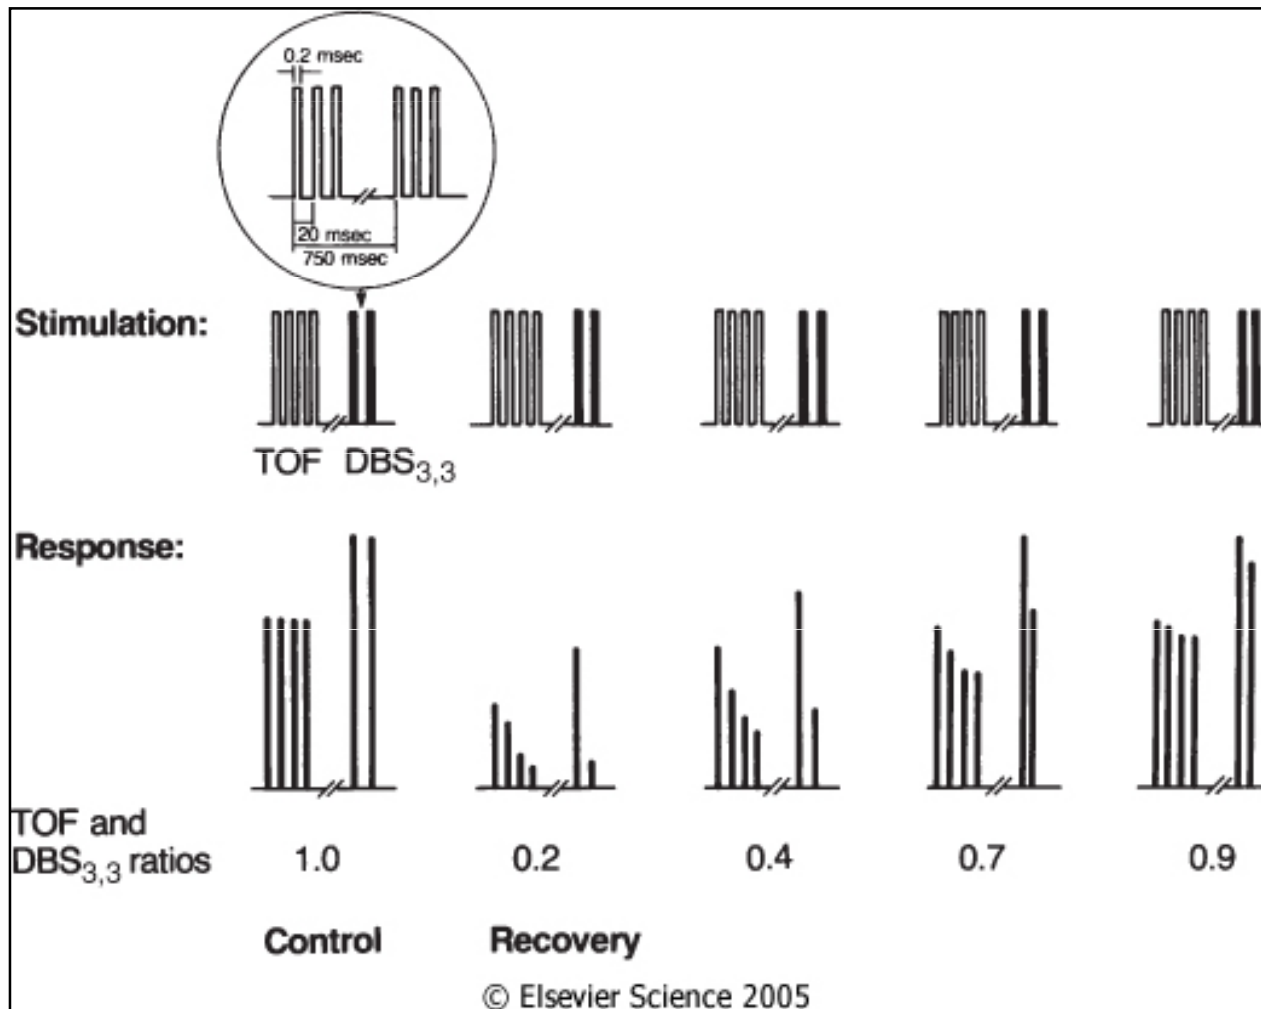 0.2 msec
20 msec
750 msec
Stimulation:
TOF DBS3,3
Response:
TOF and
DBS3,3 ratios 1.0 0.2 0.4 0.7 0.9
Control Recovery
© Elsevier Science 2005